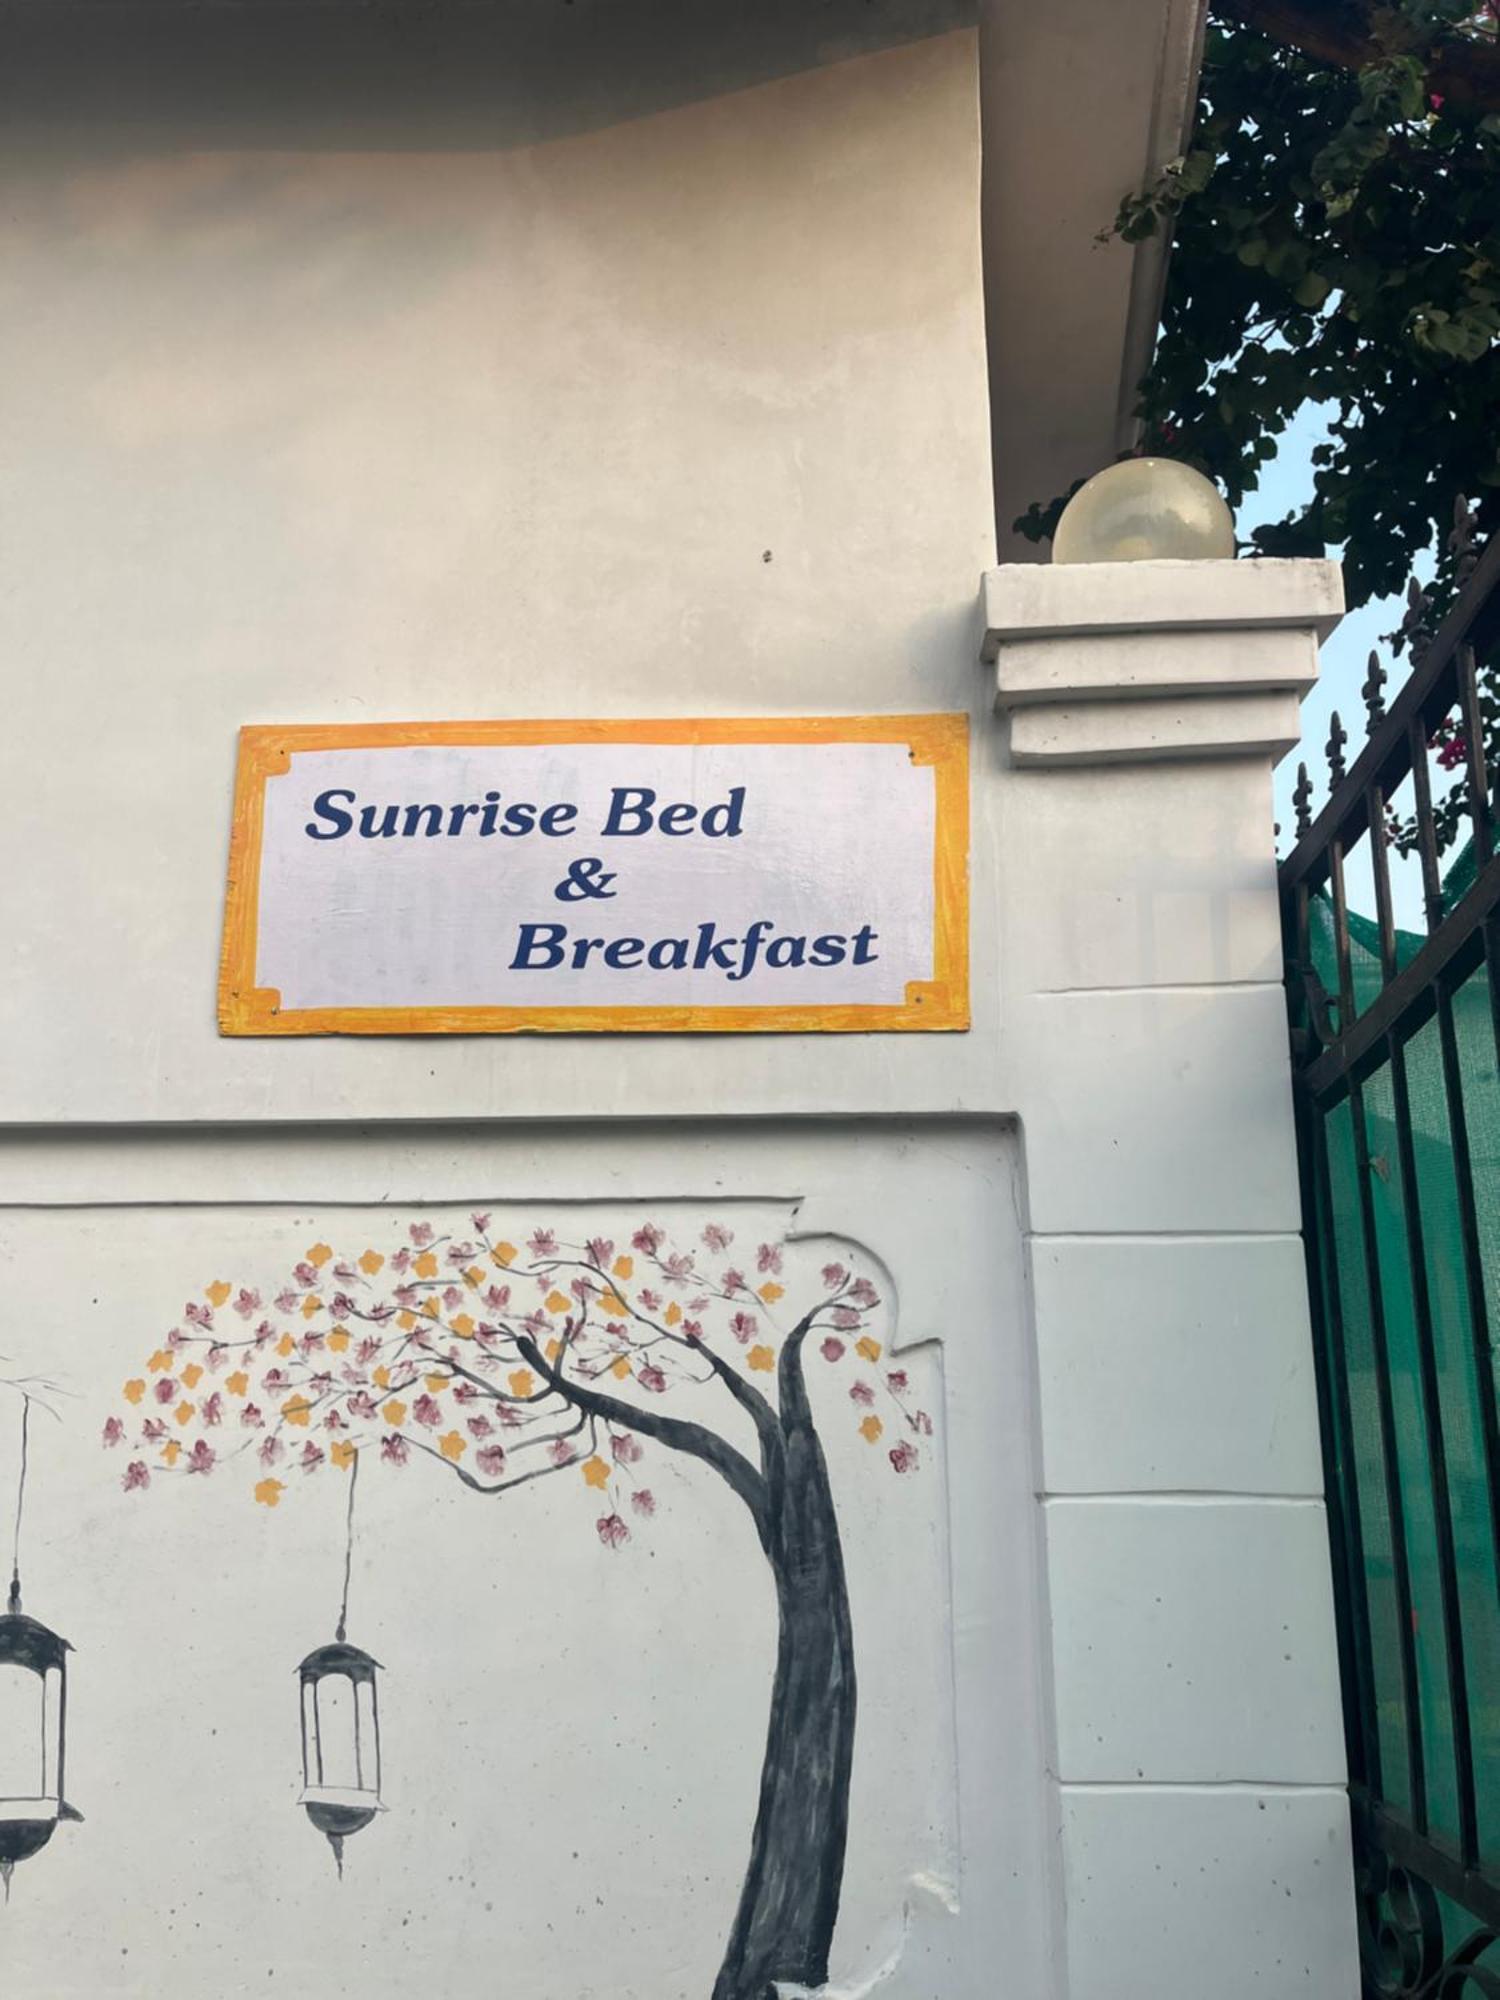 Sunrise Bed
&
Breakfast